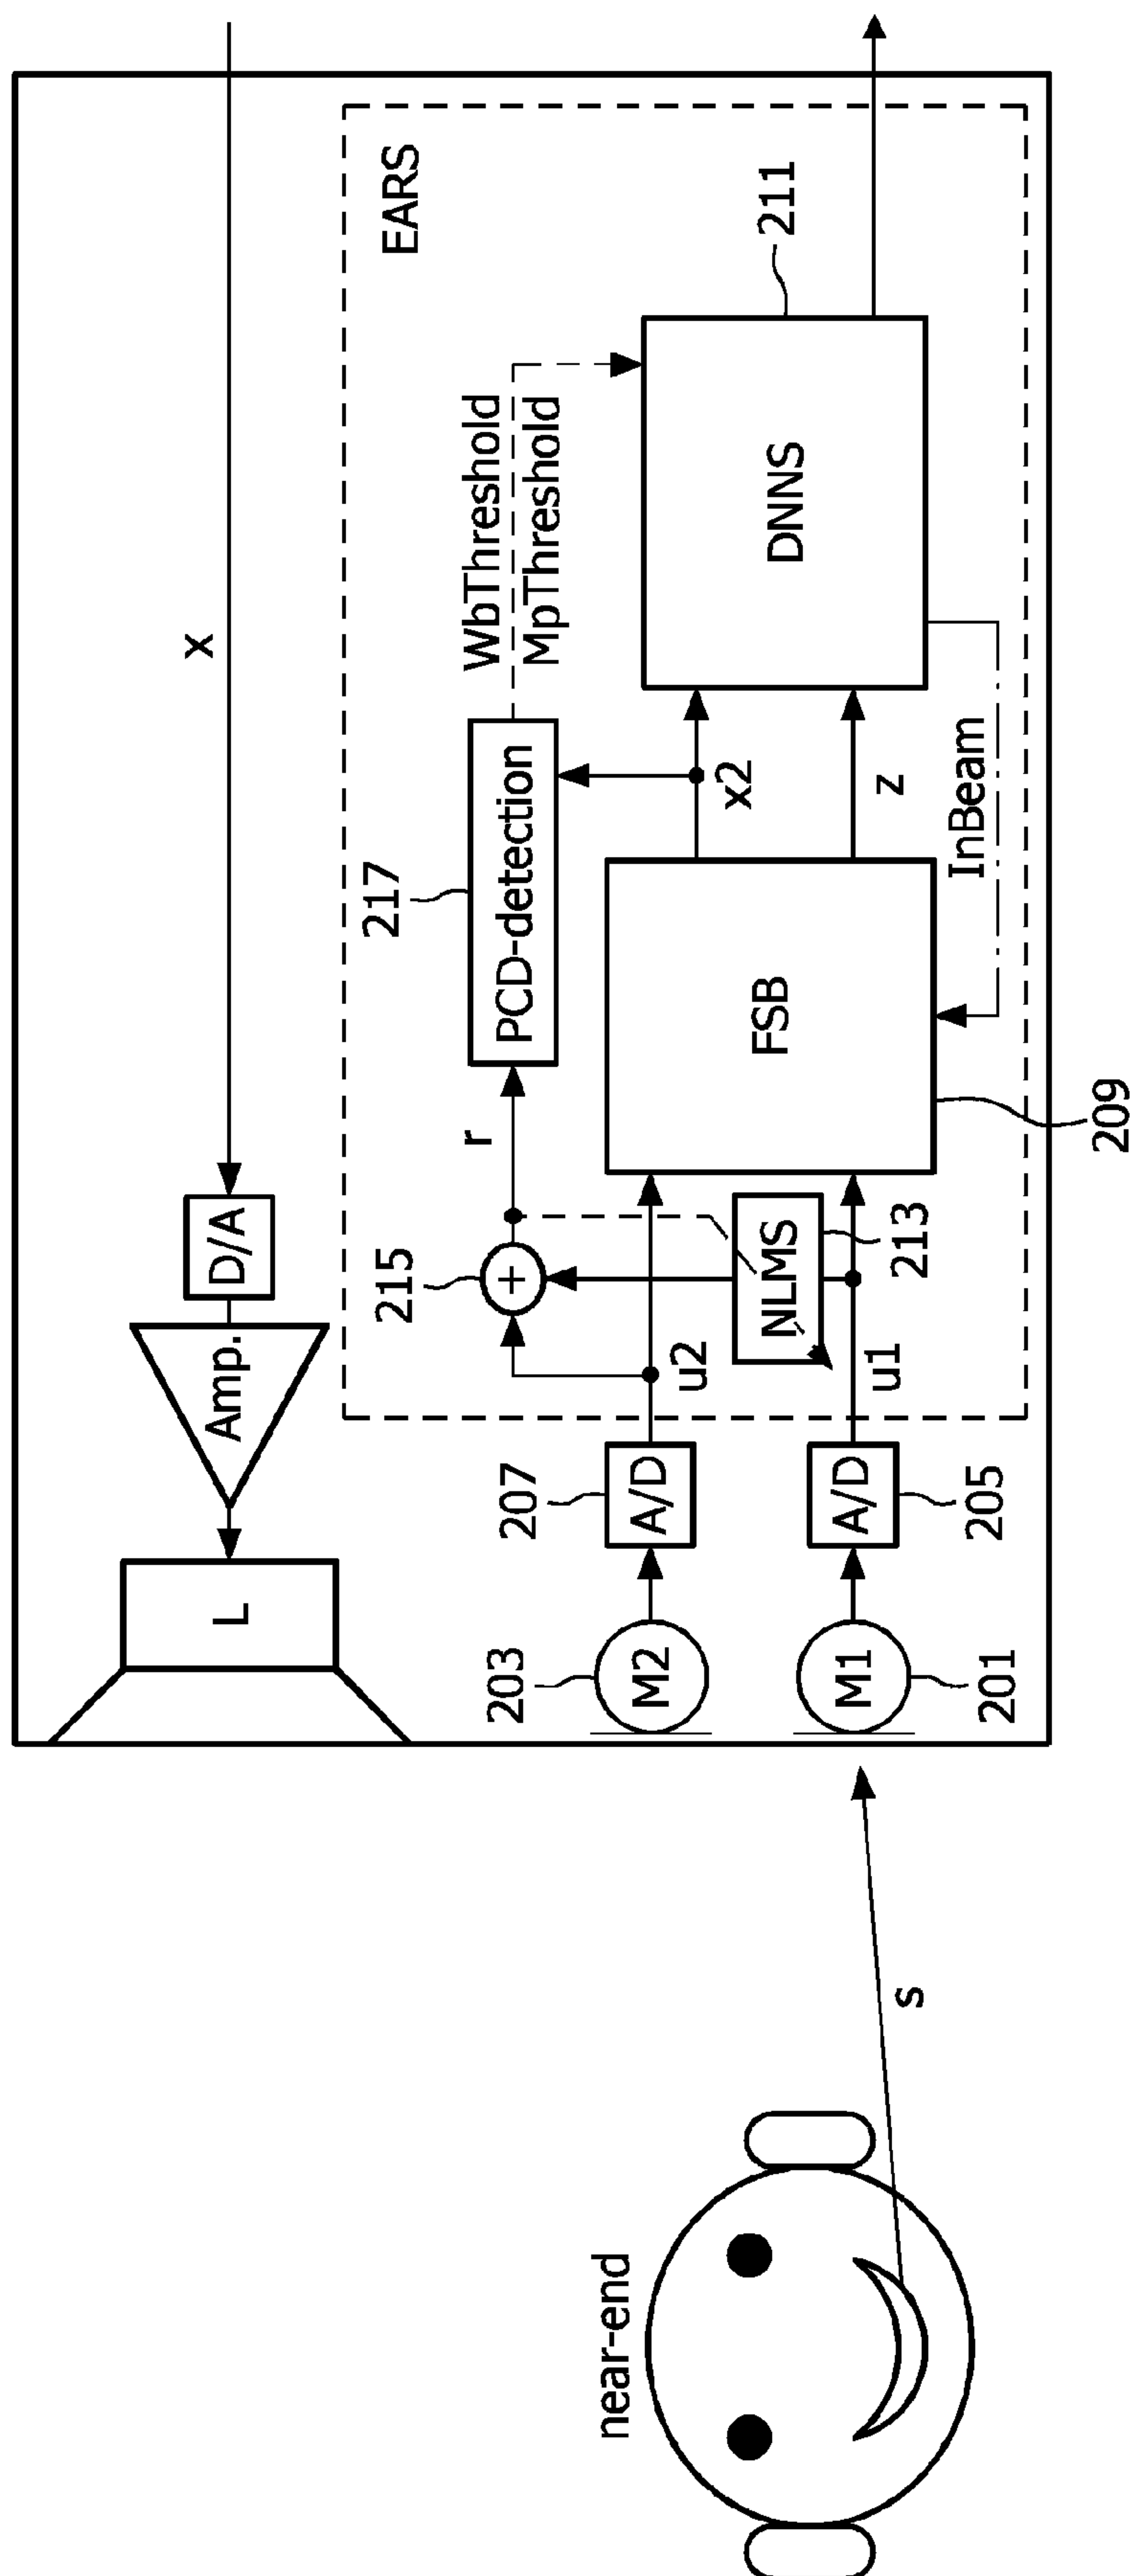 x
D/A
Amp.
L
EARS
WbThreshold
MpThreshold
217
PCD-detection
r
215
211
DNNS
x2
z
InBeam
FSB
209
NLMS
213
u2
u1
207
A/D
A/D
205
203
M2
M1
201
s
near-end